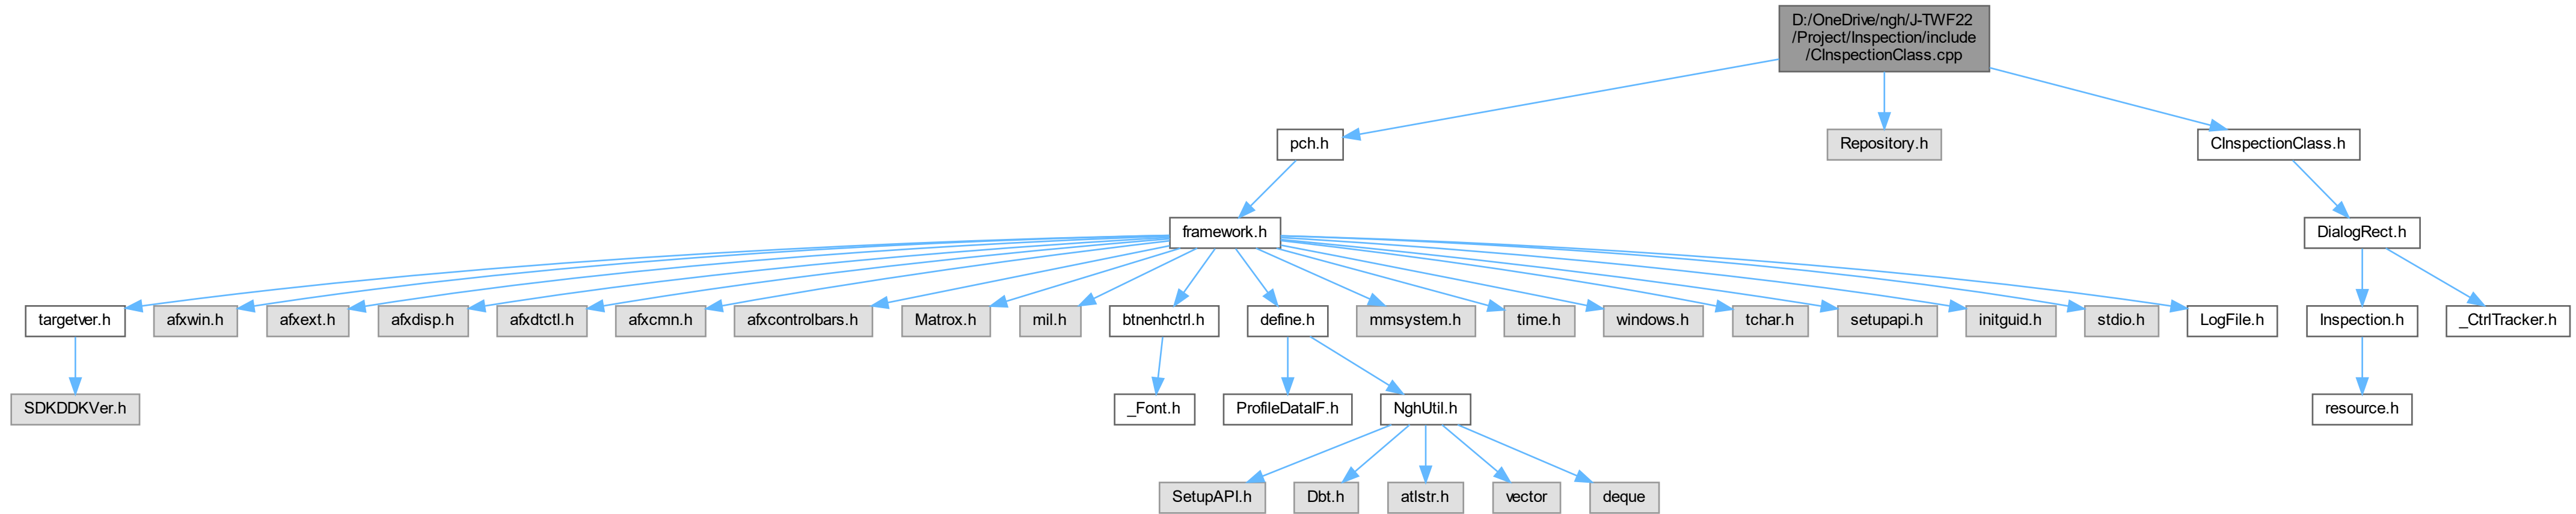 D:/OneDrive/ngh/J-TWF22
/Project/Inspection/include
/CInspectionClass.cpp
pch.h
Repository.h
CInspectionClass.h
framework.h
DialogRect.h
targetver.h
afxwin.h
afxext.h
afxdisp.h
afxdtctl.h
afxcmn.h
afxcontrolbars.h
Matrox.h
mil.h
btnenhctrl.h
define.h
mmsystem.h
time.h
windows.h
tchar.h
setupapi.h
initguid.h
stdio.h
LogFile.h
Inspection.h
_CtrlTracker.h
SDKDDKVer.h
_Font.h
ProfileDataIF.h
NghUtil.h
resource.h
SetupAPI.h
Dbt.h
atlstr.h
vector
deque